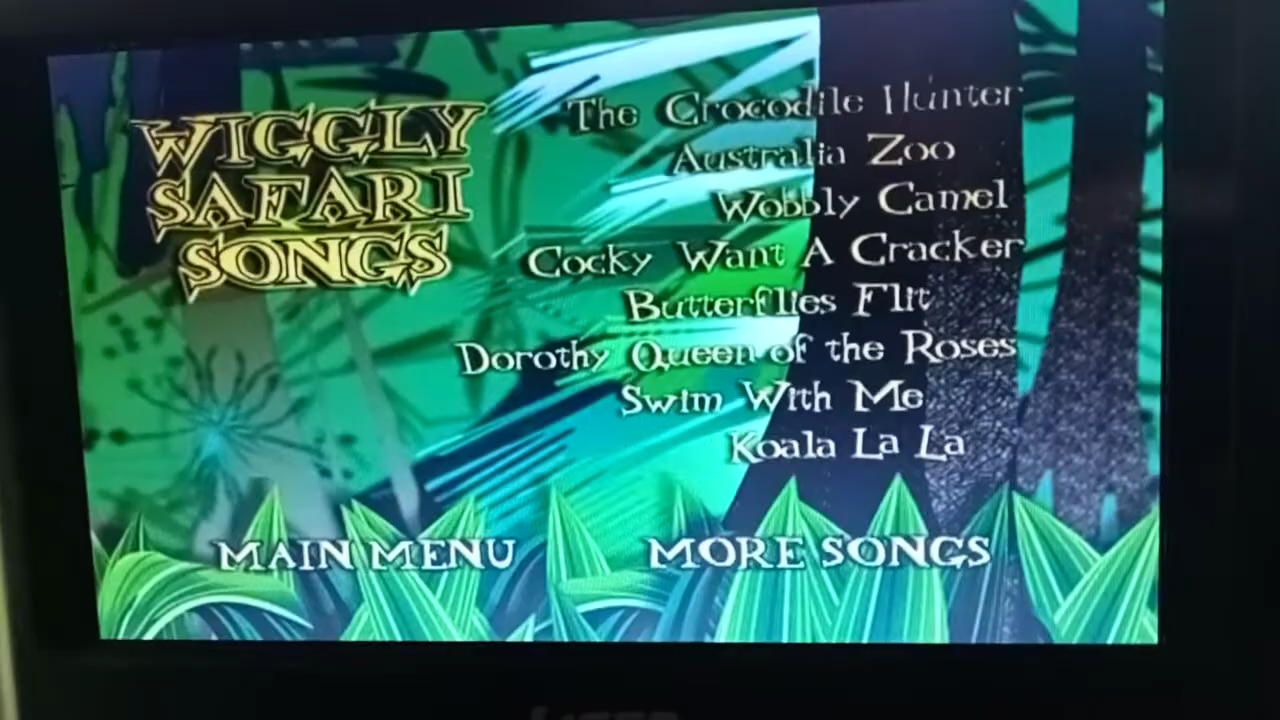 WIGGLY
SAFARI
SONGS
The Crocodile Hunter
Australia Zoo
Wobbly Camel
Cocky Want A Cracker
Butterflies Flit
Dorothy Queen of the Roses
Swim With Me
Koala La La
MAIN MENU
MORE SONGS